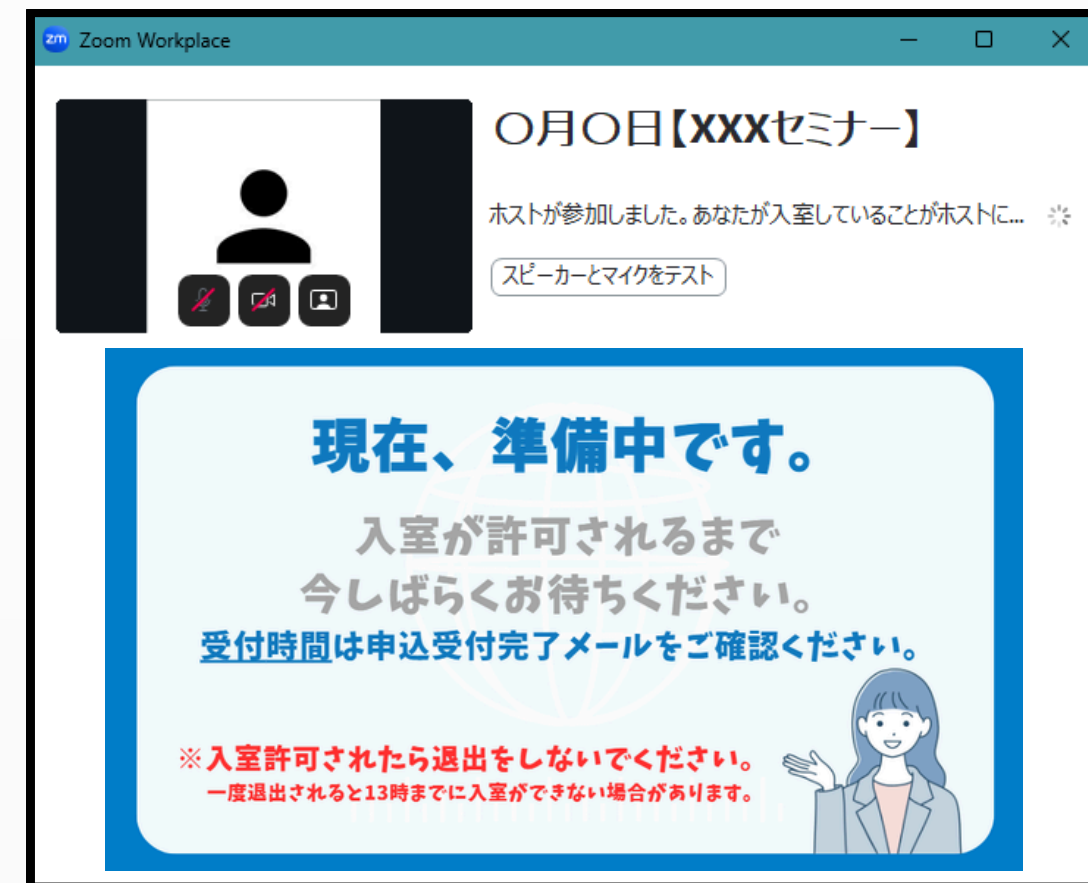 zm Zoom Workplace
〇月〇日【XXXセミナー】
ホストが参加しました。あなたが入室していることがホストに...
スピーカーとマイクをテスト
現在、準備中です。
入室が許可されるまで
今しばらくお待ちください。
受付時間は申込受付完了メールをご確認ください。
※入室許可されたら退出をしないでください。
一度退出されると13時までに入室ができない場合があります。